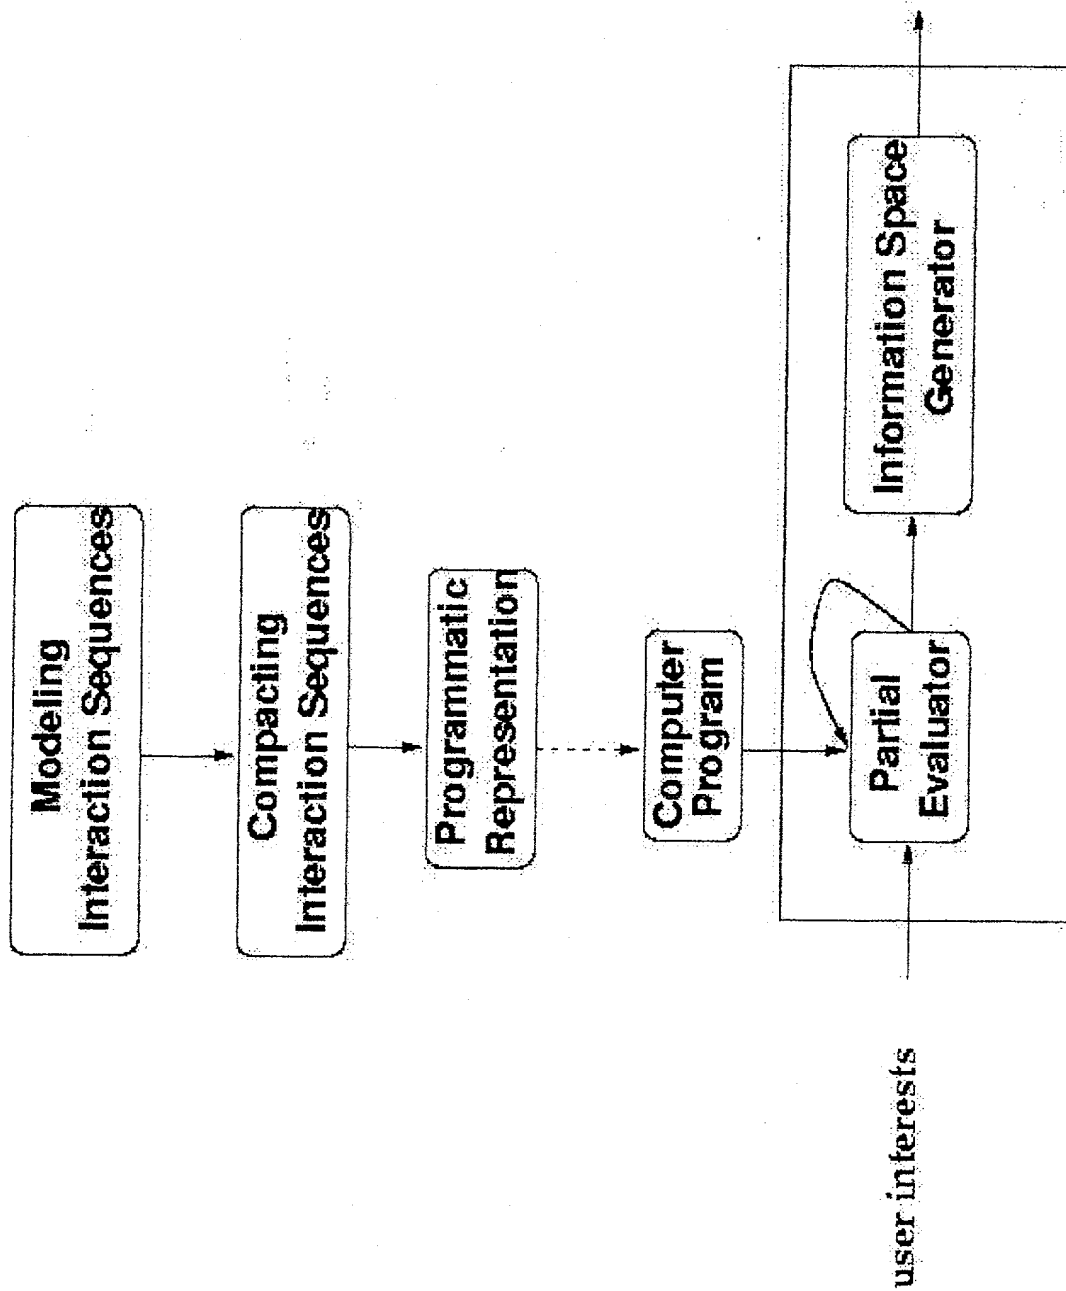 Modeling
Interaction Sequences
Compacting
Interaction Sequences
Programmatic
Representation
Computer
Program
Partial
Evaluator
Information Space
Generator
user interests